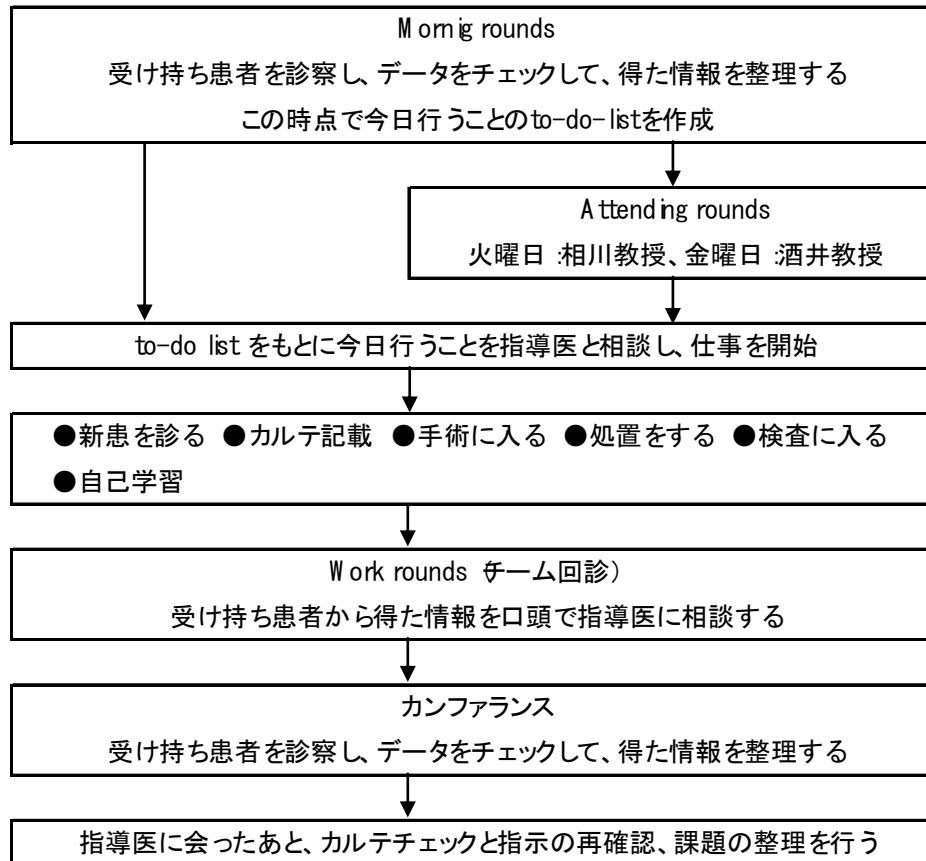 Mornig rounds
受け持ち患者を診察し、データをチェックして、得た情報を整理する
この時点で今日行うことのto-do-listを作成
Attending rounds
火曜日:相川教授、金曜日:酒井教授
to-do list をもとに今日行うことを指導医と相談し、仕事を開始
●新患を診る ●カルテ記載 ●手術に入る ●処置をする ●検査に入る
●自己学習
Work rounds (チーム回診)
受け持ち患者から得た情報を口頭で指導医に相談する
カンファランス
受け持ち患者を診察し、データをチェックして、得た情報を整理する
指導医に会ったあと、カルテチェックと指示の再確認、課題の整理を行う